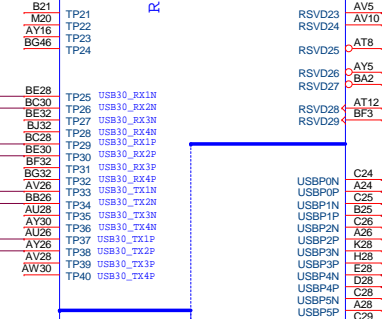 R
B21 TP21
M20 TP22
AY16 TP23
BG46 TP24
BE28 TP25 USB30_RX1N
BC30 TP26 USB30_RX2N
BE32 TP27 USB30_RX3N
BJ32 TP28 USB30_RX4N
BC28 TP29 USB30_RX1P
BE30 TP30 USB30_RX2P
BF32 TP31 USB30_RX3P
BG32 TP32 USB30_RX4P
AV26 TP33 USB30_TX1N
BB26 TP34 USB30_TX2N
AU28 TP35 USB30_TX3N
AY30 TP36 USB30_TX4N
AU26 TP37 USB30_TX1P
AY26 TP38 USB30_TX2P
AV28 TP39 USB30_TX3P
AW30 TP40 USB30_TX4P
RSVD23 AV5
RSVD24 AV10
RSVD25 AT8
RSVD26 AY5
RSVD27 BA2
RSVD28 AT12
RSVD29 BF3
USBP0N C24
USBP0P A24
USBP1N C25
USBP1P B25
USBP2N C26
USBP2P A26
USBP3N K28
USBP3P H28
USBP4N E28
USBP4P D28
USBP5N C28
USBP5P A28
C29